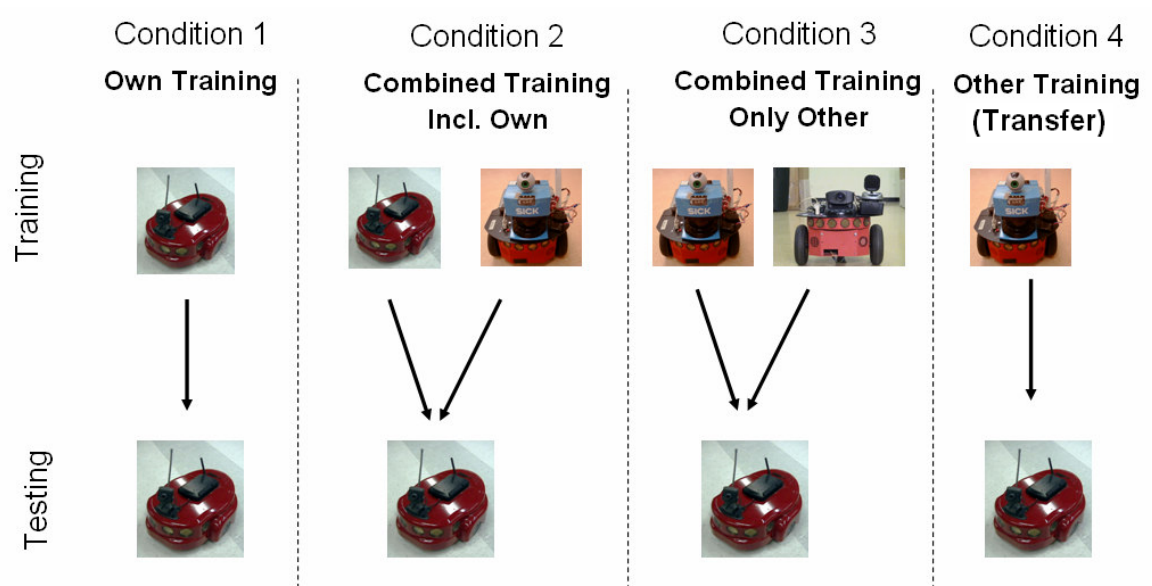 Condition 1
Own Training
Condition 2
Combined Training
Incl. Own
Condition 3
Combined Training
Only Other
Condition 4
Other Training
(Transfer)
Training
SICK
SICK
SICK
Testing